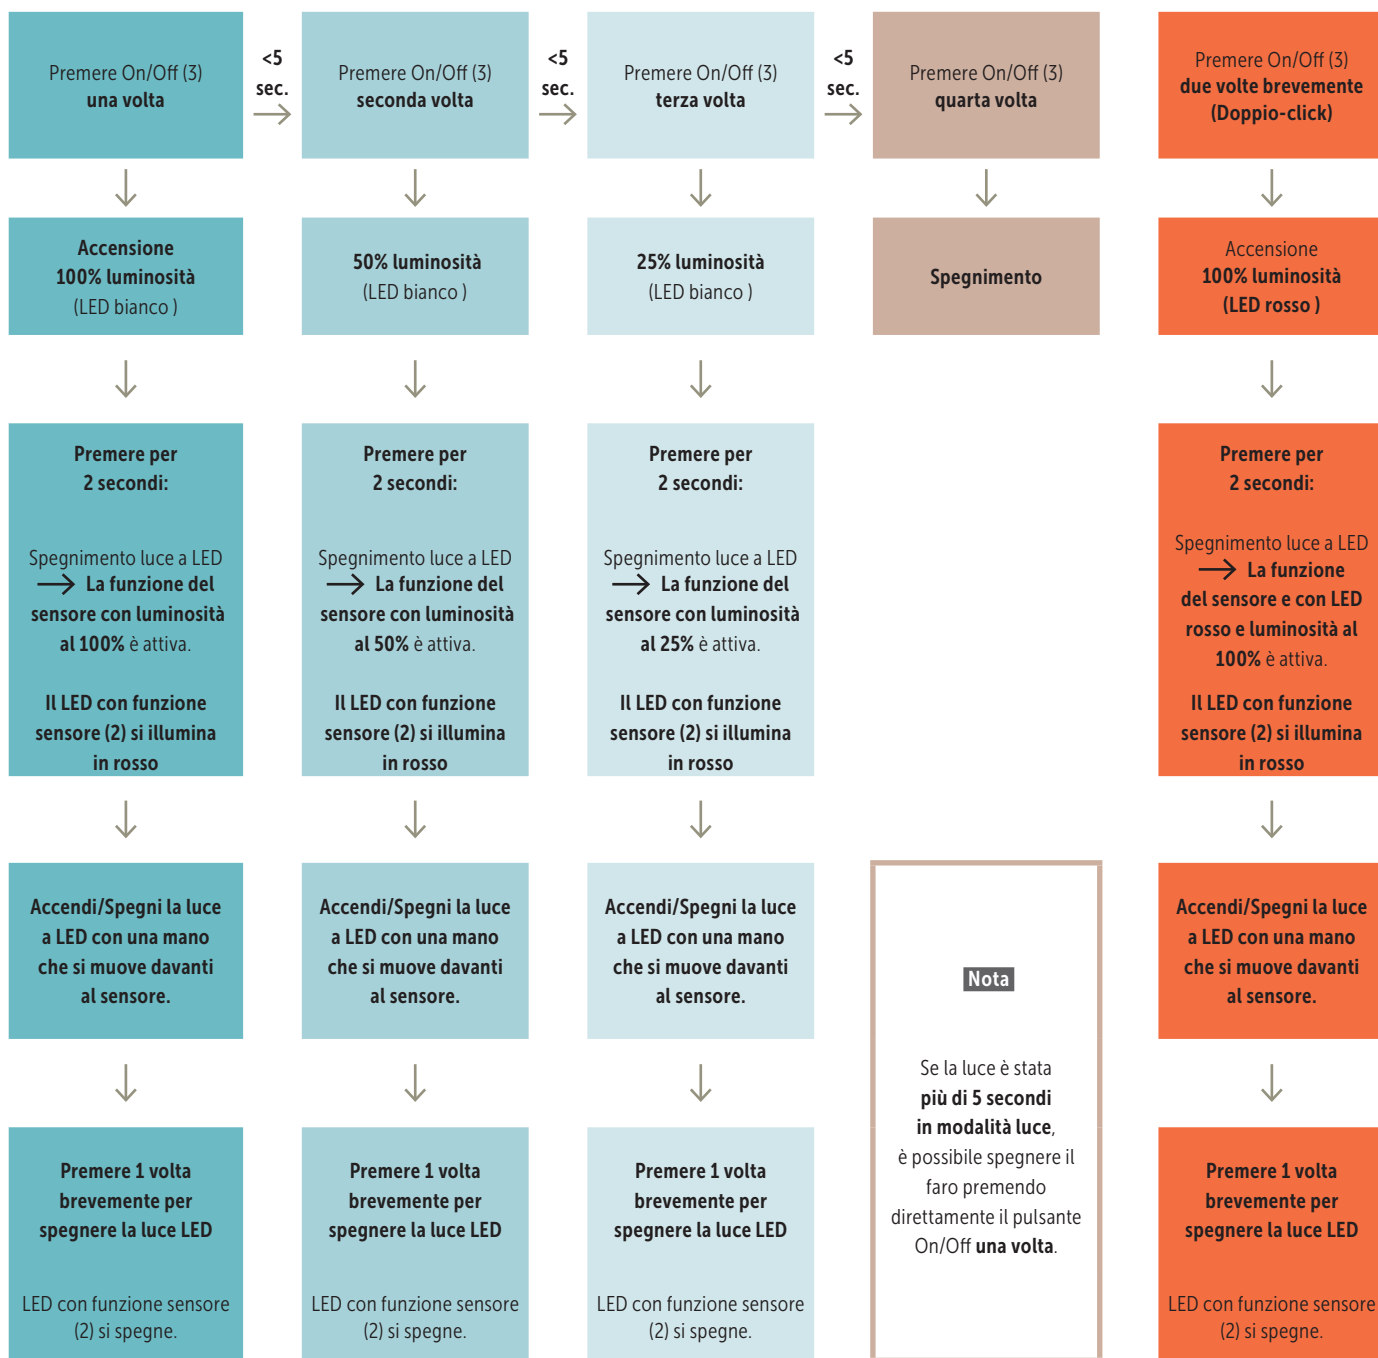 Premere On/Off (3)
una volta
<5
sec.
Premere On/Off (3)
seconda volta
<5
sec.
Premere On/Off (3)
terza volta
<5
sec.
Premere On/Off (3)
quarta volta
Premere On/Off (3)
due volte brevemente
(Doppio-click)
Accensione
100% luminosità
(LED bianco )
50% luminosità
(LED bianco )
25% luminosità
(LED bianco )
Spegnimento
Accensione
100% luminosità
(LED rosso )
Premere per
2 secondi:
Spegnimento luce a LED
→ La funzione del
sensore con luminosità
al 100% è attiva.
Il LED con funzione
sensore (2) si illumina
in rosso
Premere per
2 secondi:
Spegnimento luce a LED
→ La funzione del
sensore con luminosità
al 50% è attiva.
Il LED con funzione
sensore (2) si illumina
in rosso
Premere per
2 secondi:
Spegnimento luce a LED
→ La funzione del
sensore con luminosità
al 25% è attiva.
Il LED con funzione
sensore (2) si illumina
in rosso
Premere per
2 secondi:
Spegnimento luce a LED
→ La funzione
del sensore e con LED
rosso e luminosità al
100% è attiva.
Il LED con funzione
sensore (2) si illumina
in rosso
Accendi/Spegni la luce
a LED con una mano
che si muove davanti
al sensore.
Accendi/Spegni la luce
a LED con una mano
che si muove davanti
al sensore.
Accendi/Spegni la luce
a LED con una mano
che si muove davanti
al sensore.
Nota
Se la luce è stata
più di 5 secondi
in modalità luce,
è possibile spegnere il
faro premendo
direttamente il pulsante
On/Off una volta.
Accendi/Spegni la luce
a LED con una mano
che si muove davanti
al sensore.
Premere 1 volta
brevemente per
spegnere la luce LED
LED con funzione sensore
(2) si spegne.
Premere 1 volta
brevemente per
spegnere la luce LED
LED con funzione sensore
(2) si spegne.
Premere 1 volta
brevemente per
spegnere la luce LED
LED con funzione sensore
(2) si spegne.
Premere 1 volta
brevemente per
spegnere la luce LED
LED con funzione sensore
(2) si spegne.